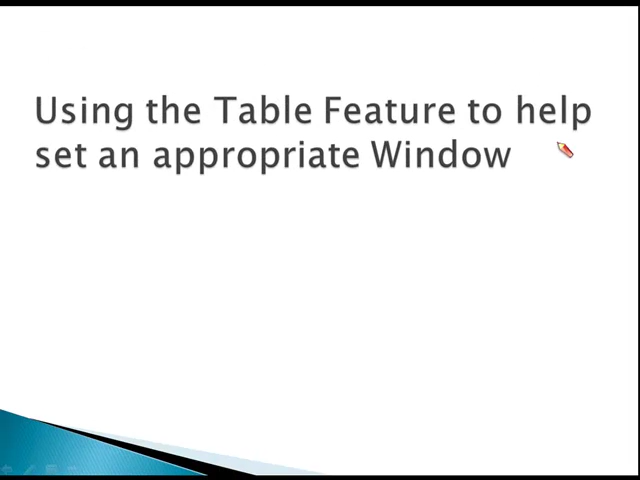 Using the Table Feature to help
set an appropriate Window